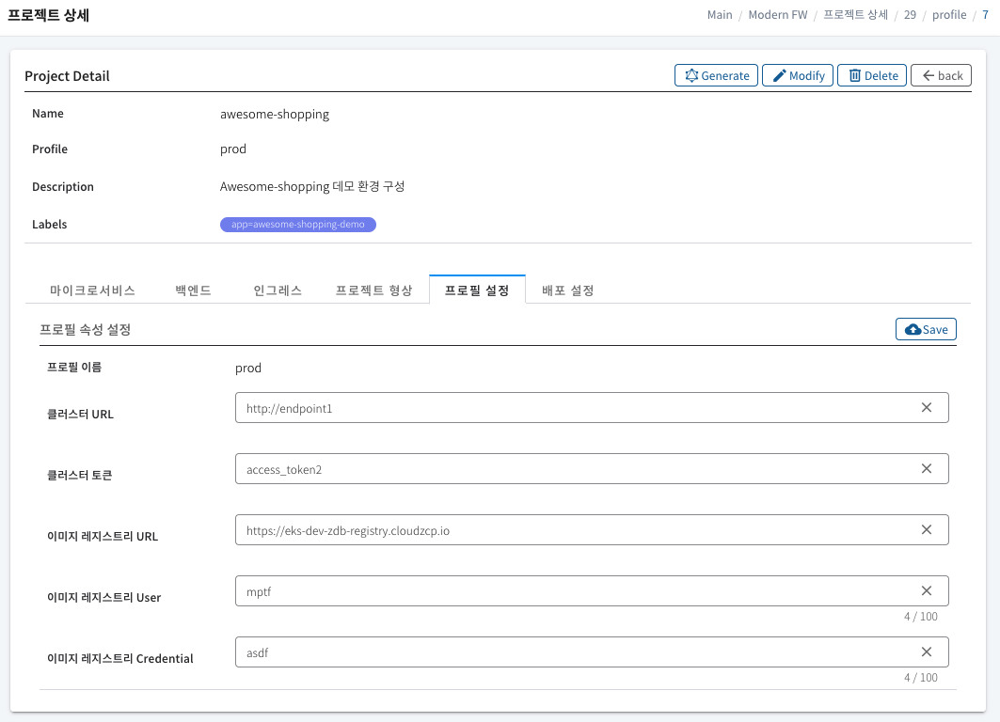 프로젝트 상세
Main / Modern FW / 프로젝트 상세 / 29 / profile / 7
Project Detail
Generate Modify Delete back
Name awesome-shopping
Profile prod
Description Awesome-shopping 데모 환경 구성
Labels app=awesome-shopping-demo
마이크로서비스 백엔드 인그레스 프로젝트 형상 프로필 설정 배포 설정
프로필 속성 설정 Save
프로필 이름 prod
클러스터 URL http://endpoint1
클러스터 토큰 access_token2
이미지 레지스트리 URL https://eks-dev-zdb-registry.cloudzcp.io
이미지 레지스트리 User mptf
4 / 100
이미지 레지스트리 Credential asdf
4 / 100